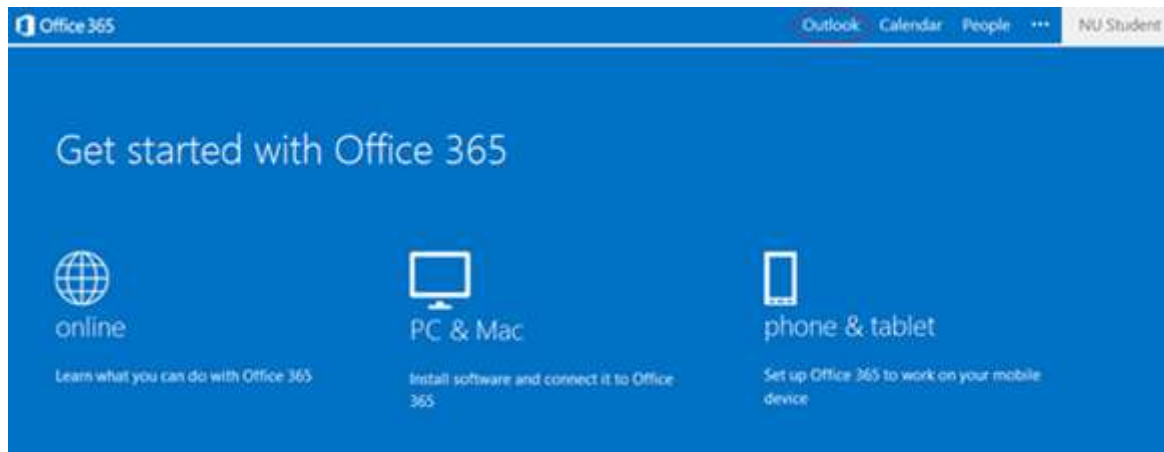 Office 365 Outlook Calendar People ••• NU Student
Get started with Office 365
online PC & Mac phone & tablet
Learn what you can do with Office 365
Install software and connect it to Office
365
Set up Office 365 to work on your mobile
device